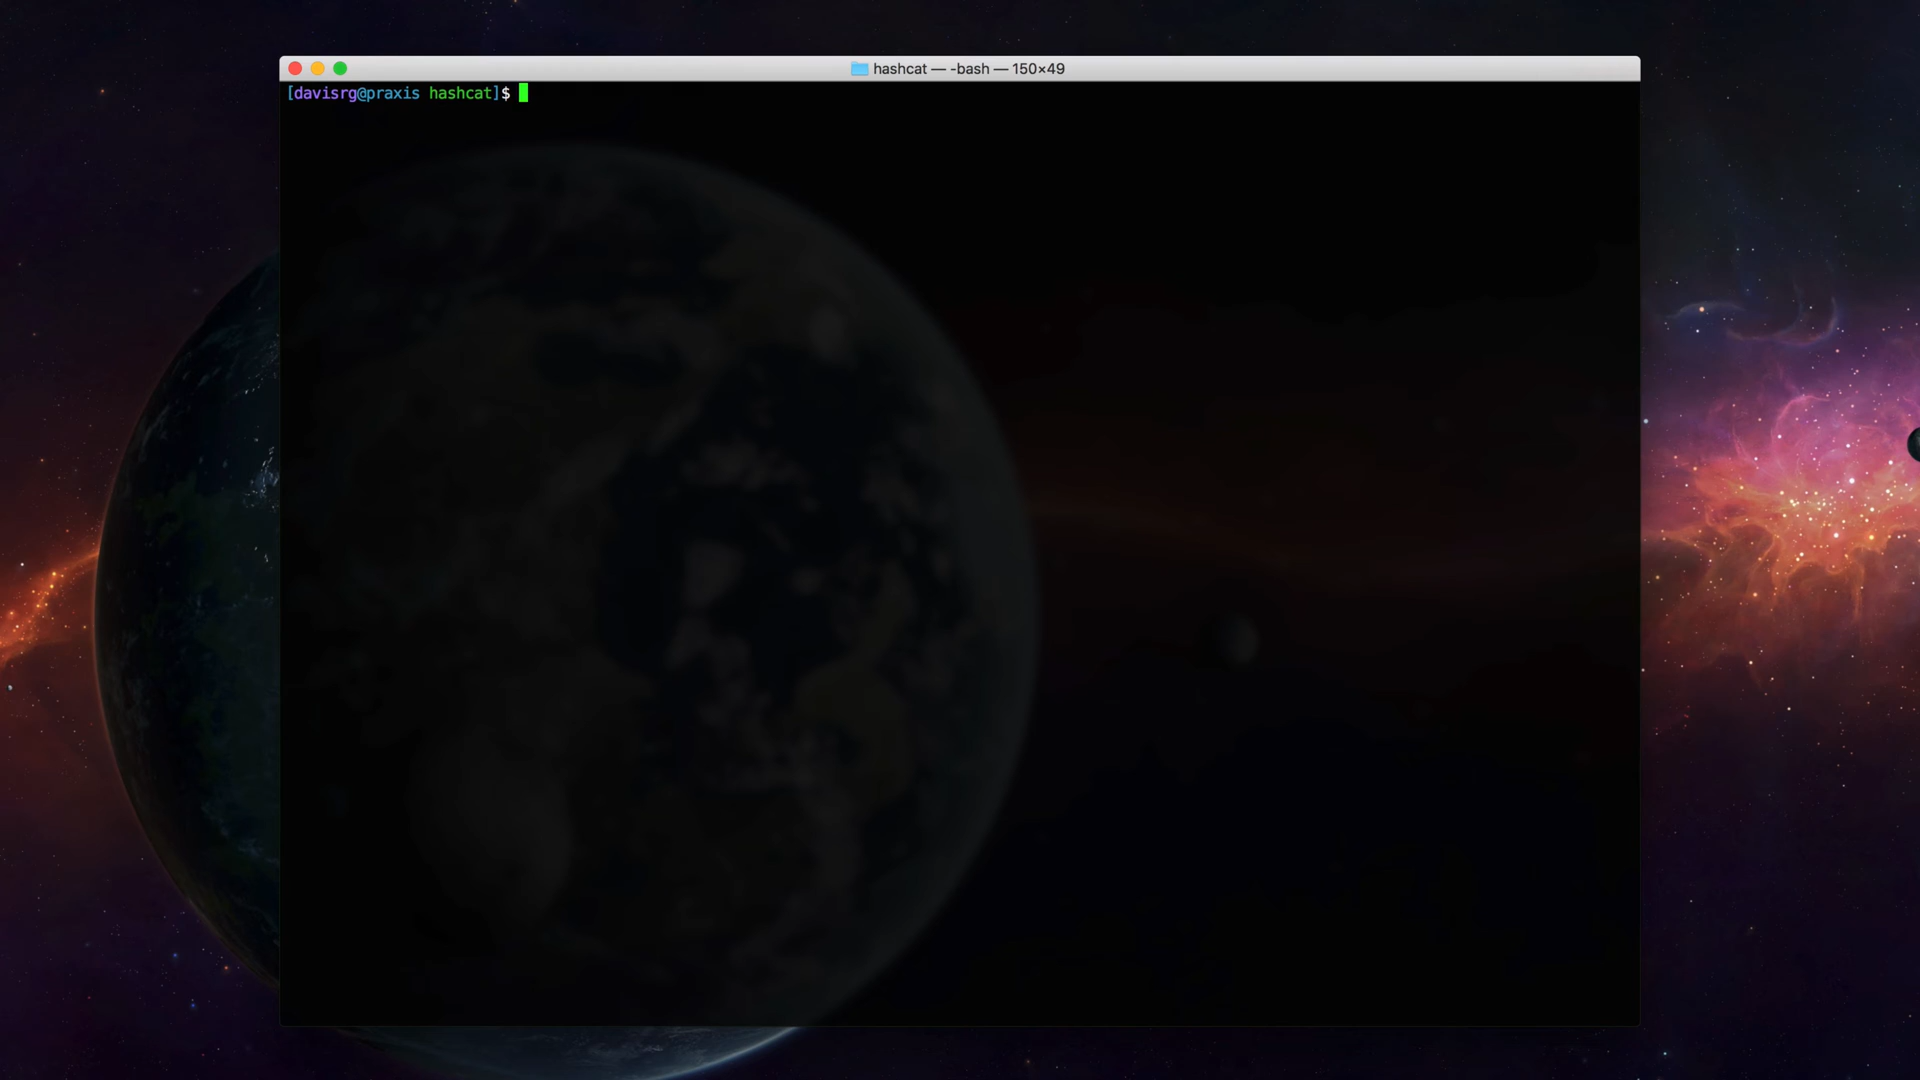 hashcat — -bash — 150×49
[davisrg@praxis hashcat]$